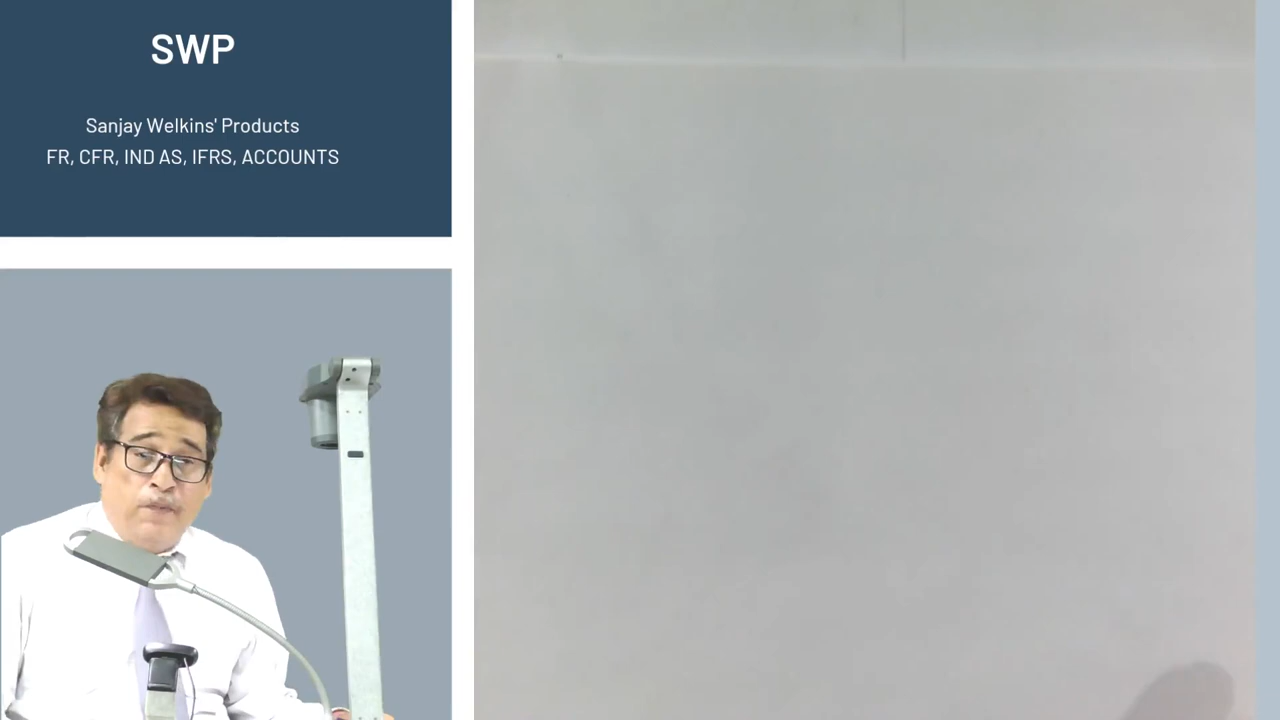 SWP
Sanjay Welkins' Products
FR, CFR, IND AS, IFRS, ACCOUNTS